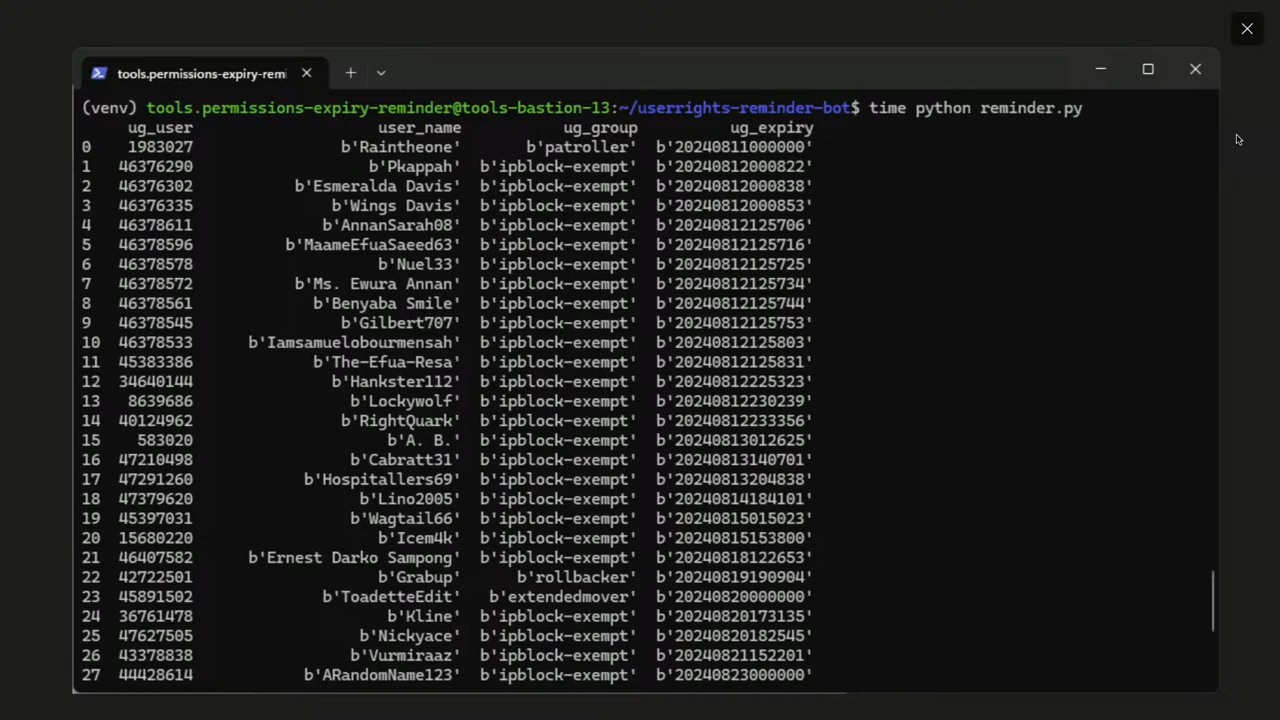 tools.permissions-expiry-remi
(venv) tools.permissions-expiry-reminder@tools-bastion-13:~/userrights-reminder-bot$ time python reminder.py
ug_user user_name ug_group ug_expiry
0 1983027 b'Raintheone' b'patroller' b'20240811000000'
1 46376290 b'Pkappah' b'ipblock-exempt' b'20240812000822'
2 46376302 b'Esmeralda Davis' b'ipblock-exempt' b'20240812000838'
3 46376335 b'Wings Davis' b'ipblock-exempt' b'20240812000853'
4 46378611 b'AnnanSarah08' b'ipblock-exempt' b'20240812125706'
5 46378596 b'MaameEfuaSaeed63' b'ipblock-exempt' b'20240812125716'
6 46378578 b'Nuel33' b'ipblock-exempt' b'20240812125725'
7 46378572 b'Ms. Ewura Annan' b'ipblock-exempt' b'20240812125734'
8 46378561 b'Benyaba Smile' b'ipblock-exempt' b'20240812125744'
9 46378545 b'Gilbert707' b'ipblock-exempt' b'20240812125753'
10 46378533 b'Iamsamuelobourmensah' b'ipblock-exempt' b'20240812125803'
11 45383386 b'The-Efua-Resa' b'ipblock-exempt' b'20240812125831'
12 34640144 b'Hankster112' b'ipblock-exempt' b'20240812225323'
13 8639686 b'Lockywolf' b'ipblock-exempt' b'20240812230239'
14 40124962 b'RightQuark' b'ipblock-exempt' b'20240812233356'
15 583020 b'A. B.' b'ipblock-exempt' b'20240813012625'
16 47210498 b'Cabratt31' b'ipblock-exempt' b'20240813140701'
17 47291260 b'Hospitallers69' b'ipblock-exempt' b'20240813204838'
18 47379620 b'Lino2005' b'ipblock-exempt' b'20240814184101'
19 45397031 b'Wagtail66' b'ipblock-exempt' b'20240815015023'
20 15680220 b'Icem4k' b'ipblock-exempt' b'20240815153800'
21 46407582 b'Ernest Darko Sampong' b'ipblock-exempt' b'20240818122653'
22 42722501 b'Grabup' b'rollbacker' b'20240819190904'
23 45891502 b'ToadetteEdit' b'extendedmover' b'20240820000000'
24 36761478 b'Kline' b'ipblock-exempt' b'20240820173135'
25 47627505 b'Nickyace' b'ipblock-exempt' b'20240820182545'
26 43378838 b'Vurmiraaz' b'ipblock-exempt' b'20240821152201'
27 44428614 b'ARandomName123' b'ipblock-exempt' b'20240823000000'